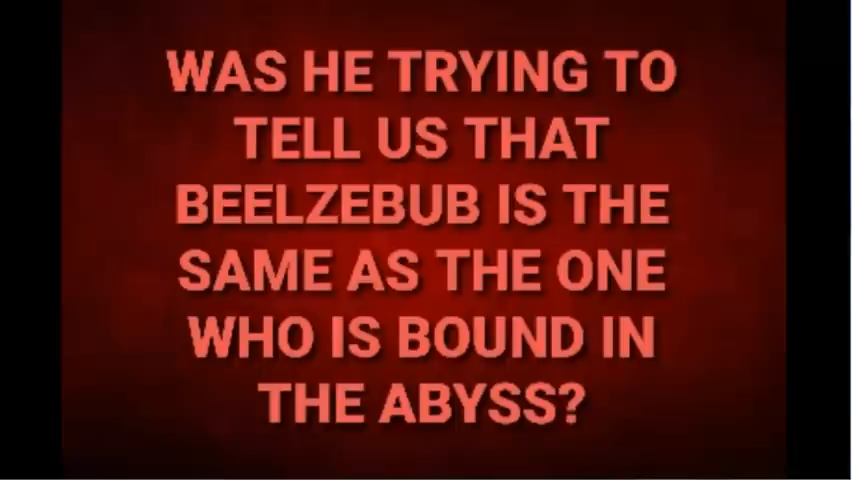 WAS HE TRYING TO
TELL US THAT
BEELZEBUB IS THE
SAME AS THE ONE
WHO IS BOUND IN
THE ABYSS?